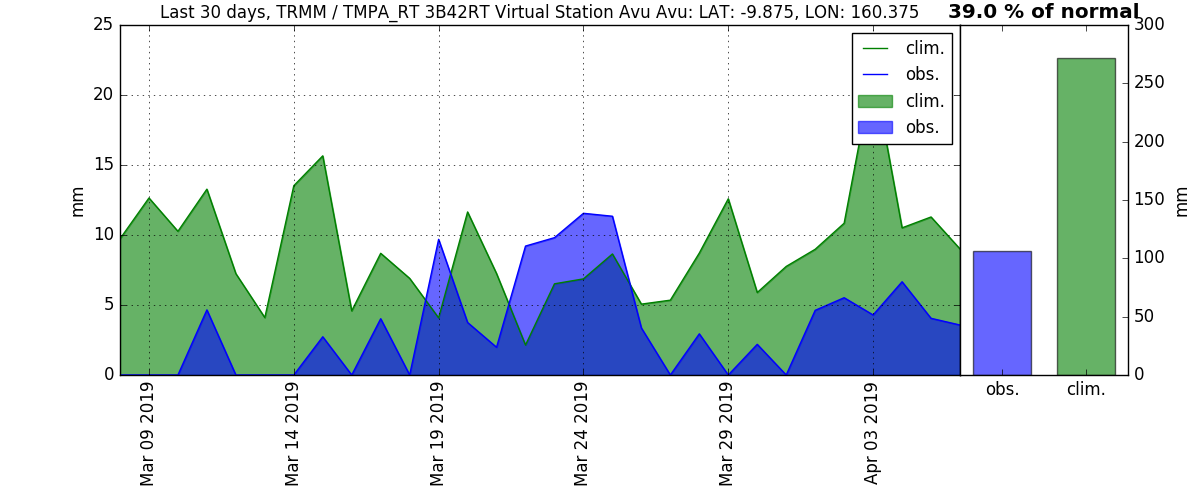 Last 30 days, TRMM / TMPA_RT 3B42RT Virtual Station Avu Avu: LAT: -9.875, LON: 160.375
39.0 % of normal
25
20
15
10
5
0
mm
clim.
obs.
clim.
obs.
Mar 09 2019
Mar 14 2019
Mar 19 2019
Mar 24 2019
Mar 29 2019
Apr 03 2019
300
250
200
150
100
50
0
mm
obs.
clim.